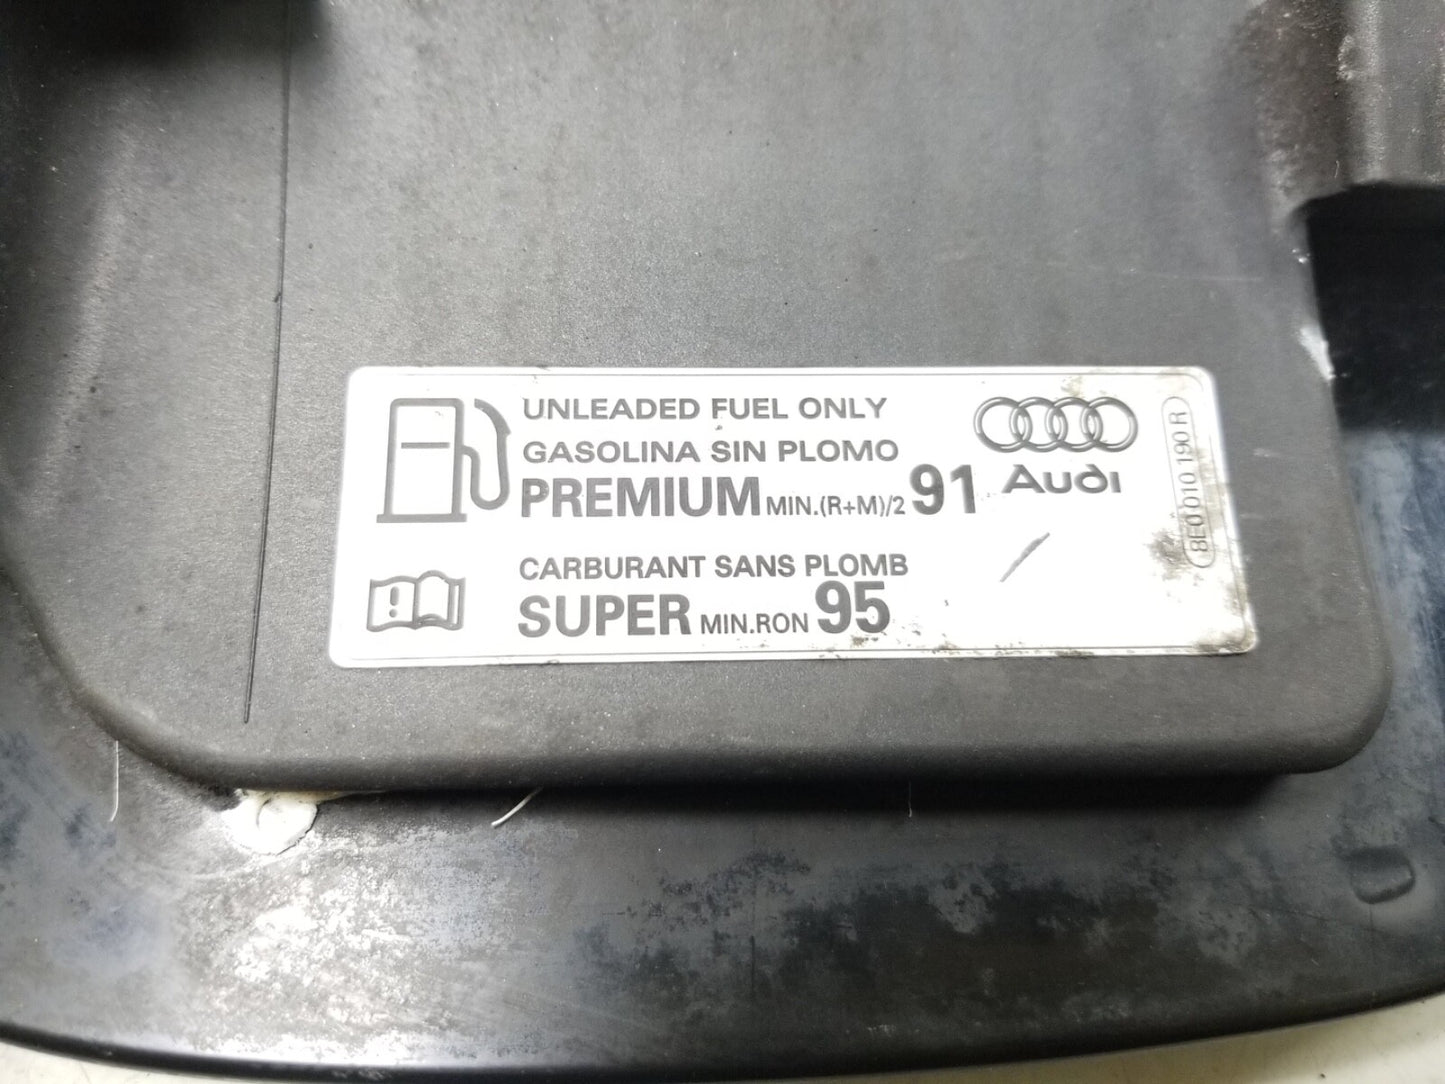 UNLEADED FUEL ONLY
GASOLINA SIN PLOMO
PREMIUM MIN.(R+M)/2 91
CARBURANT SANS PLOMB
SUPER MIN.RON 95
Audi
8E0 010 190 R